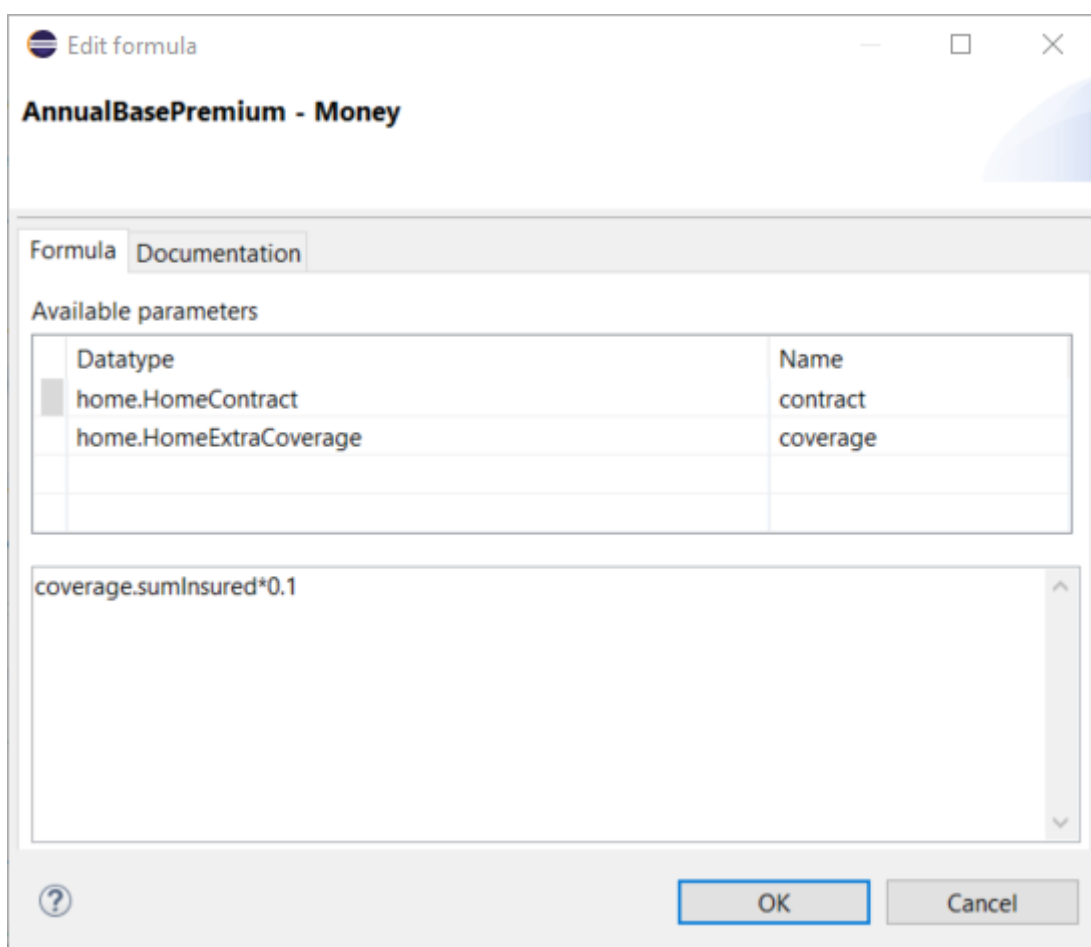 Edit formula
AnnualBasePremium - Money
Formula Documentation
Available parameters
Datatype Name
home.HomeContract contract
home.HomeExtraCoverage coverage
coverage.sumInsured*0.1
?
OK Cancel